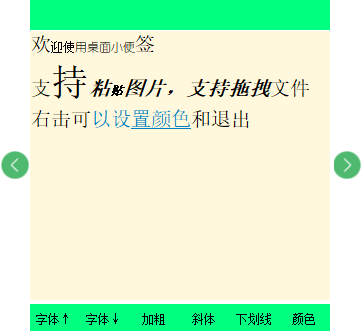 欢迎使用桌面小便签
支持 粘贴图片，支持拖拽文件
右击可以设置颜色和退出
字体↑ 字体↓ 加粗 斜体 下划线 颜色